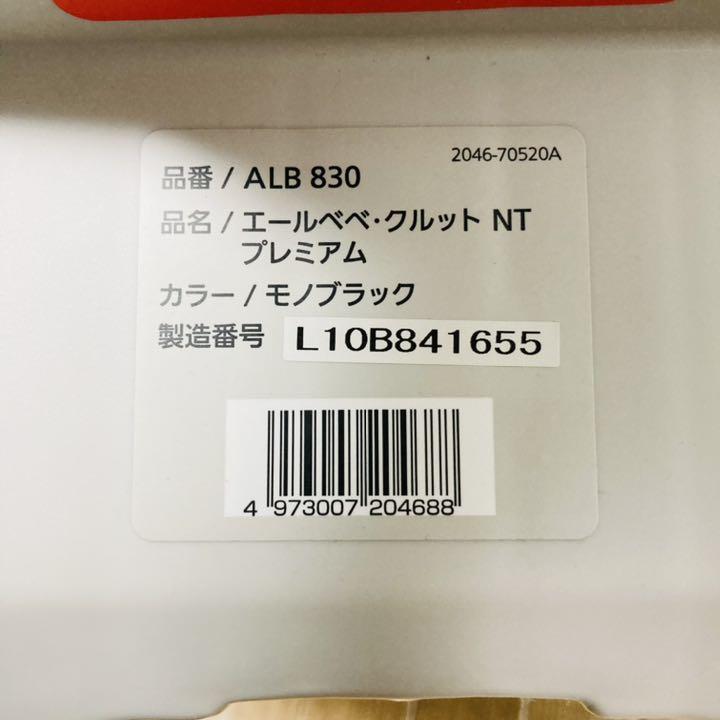 2046-70520A
品番 / ALB 830
品名 / エールベベ・クルット NT
プレミアム
カラー / モノブラック
製造番号 L10B841655
4 973007 204688